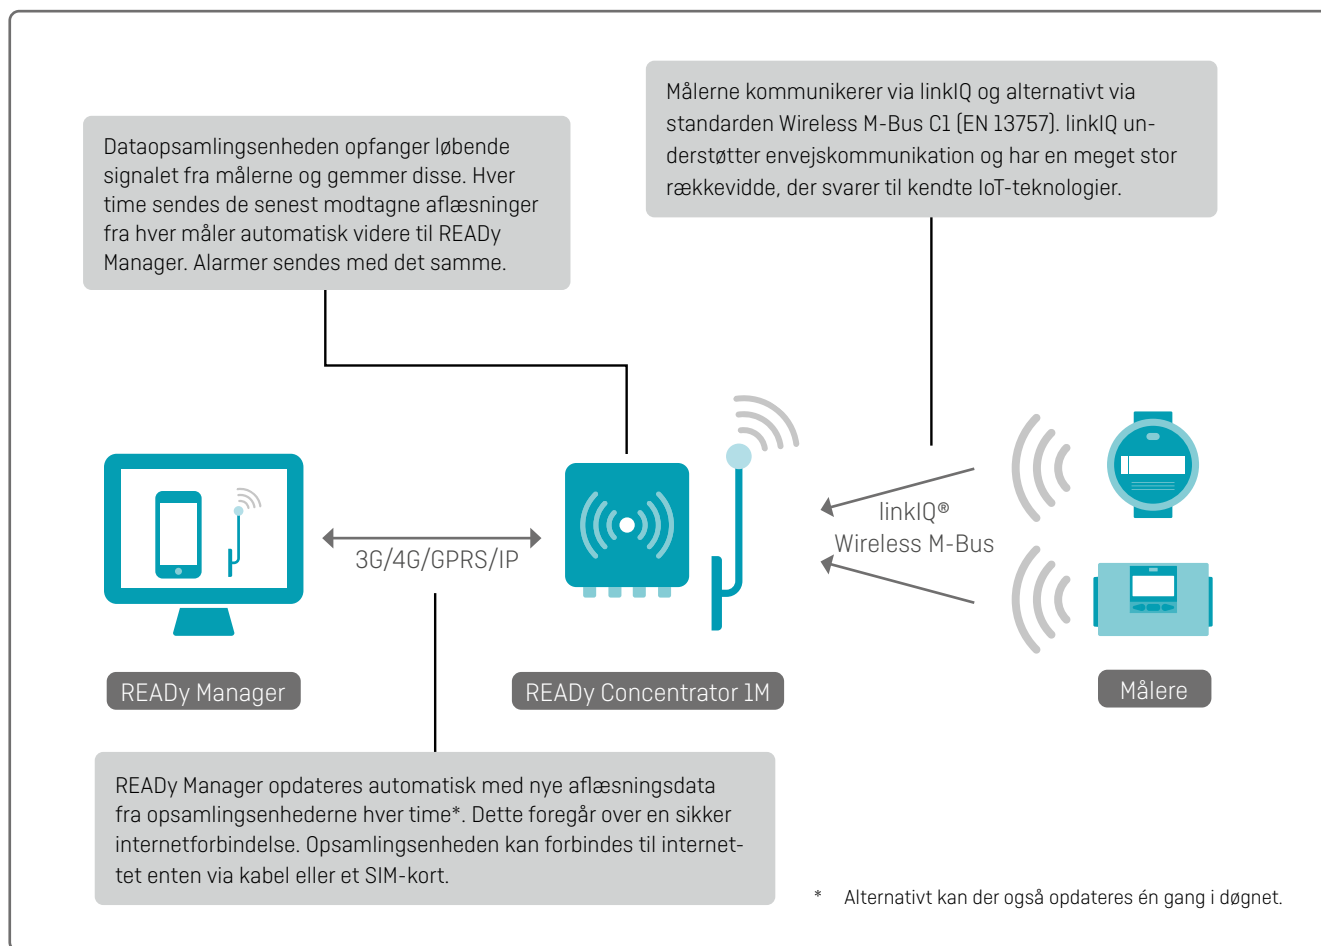 Målerne kommunikerer via linkIQ og alternativt via
standarden Wireless M-Bus C1 (EN 13757). linkIQ un-
derstøtter envejskommunikation og har en meget stor
rækkevidde, der svarer til kendte IoT-teknologier.
Dataopsamlingsenheden opfanger løbende
signalet fra målerne og gemmer disse. Hver
time sendes de senest modtagne aflæsninger
fra hver måler automatisk videre til READy
Manager. Alarmer sendes med det samme.
3G/4G/GPRS/IP
linkIQ®
Wireless M-Bus
READy Manager
READy Concentrator 1M
Målere
READy Manager opdateres automatisk med nye aflæsningsdata
fra opsamlingsenhederne hver time*. Dette foregår over en sikker
internetforbindelse. Opsamlingsenheden kan forbindes til internet-
tet enten via kabel eller et SIM-kort.
* Alternativt kan der også opdateres én gang i døgnet.